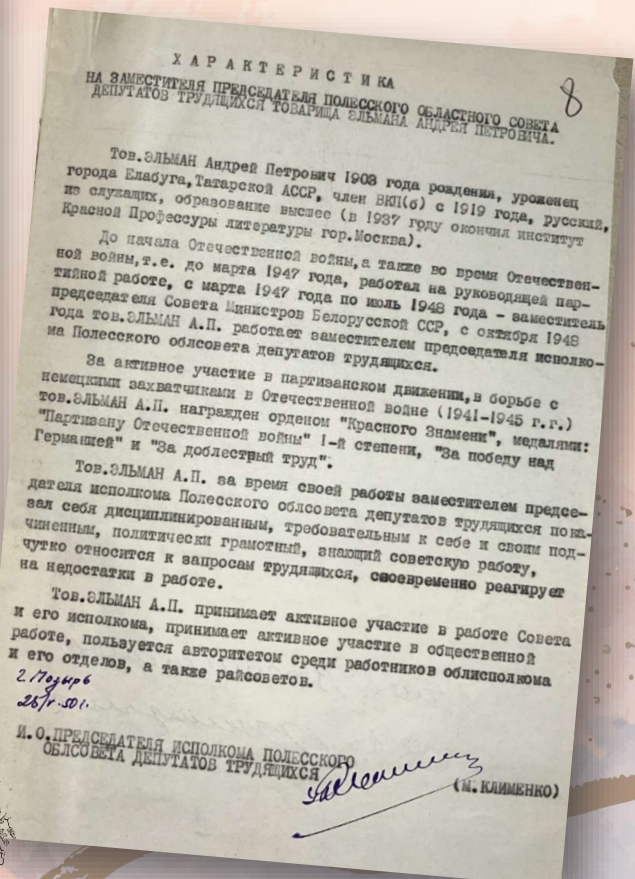 8
ХАРАКТЕРИСТИКА
НА ЗАМЕСТИТЕЛЯ ПРЕДСЕДАТЕЛЯ ПОЛЕССКОГО ОБЛАСТНОГО СОВЕТА
ДЕПУТАТОВ ТРУДЯЩИХСЯ ТОВАРИЩА ЭЛЬМАНА АНДРЕЯ ПЕТРОВИЧА.
Тов.ЭЛЬМАН Андрей Петрович 1903 года рождения, уроженец
города Елабуга,Татарской АССР, член ВКП(б) с 1919 года, русский,
из служащих, образование высшее (в 1937 году окончил институт
Красной Профессуры литературы гор.Москва).
До начала Отечественной войны,а также во время Отечествен-
ной войны,т.е. до марта 1947 года, работал на руководящей пар-
тийной работе, с марта 1947 года по июль 1948 года - заместитель
председателя Совета Министров Белорусской ССР, с октября 1948
года тов.ЭЛЬМАН А.П. работает заместителем председателя исполко-
ма Полесского облсовета депутатов трудящихся.
За активное участие в партизанском движении,в борьбе с
немецкими захватчиками в Отечественной войне (1941-1945 г.г.)
тов.ЭЛЬМАН А.П. награжден орденом "Красного Знамени", медалями:
"Партизану Отечественной войны" 1-й степени, "За победу над
Германией" и "За доблестрый труд".
Тов.ЭЛЬМАН А.П. за время своей работы заместителем предсе-
дателя исполкома Полесского облсовета депутатов трудящихся пока-
зал себя дисциплинированным, требовательным к себе и своим под-
чиненным, политически грамотный, знающий советскую работу,
чутко относится к запросам трудящихся, своевременно реагирует
на недостатки в работе.
Тов.ЭЛЬМАН А.П. принимает активное участие в работе Совета
и его исполкома, принимает активное участие в общественной
работе, пользуется авторитетом среди работников облисполкома
и его отделов, а также райсоветов.
г. Мозырь
25/V-50г.
И.О.ПРЕДСЕДАТЕЛЯ ИСПОЛКОМА ПОЛЕССКОГО
ОБЛСОВЕТА ДЕПУТАТОВ ТРУДЯЩИХСЯ
(М.КЛИМЕНКО)